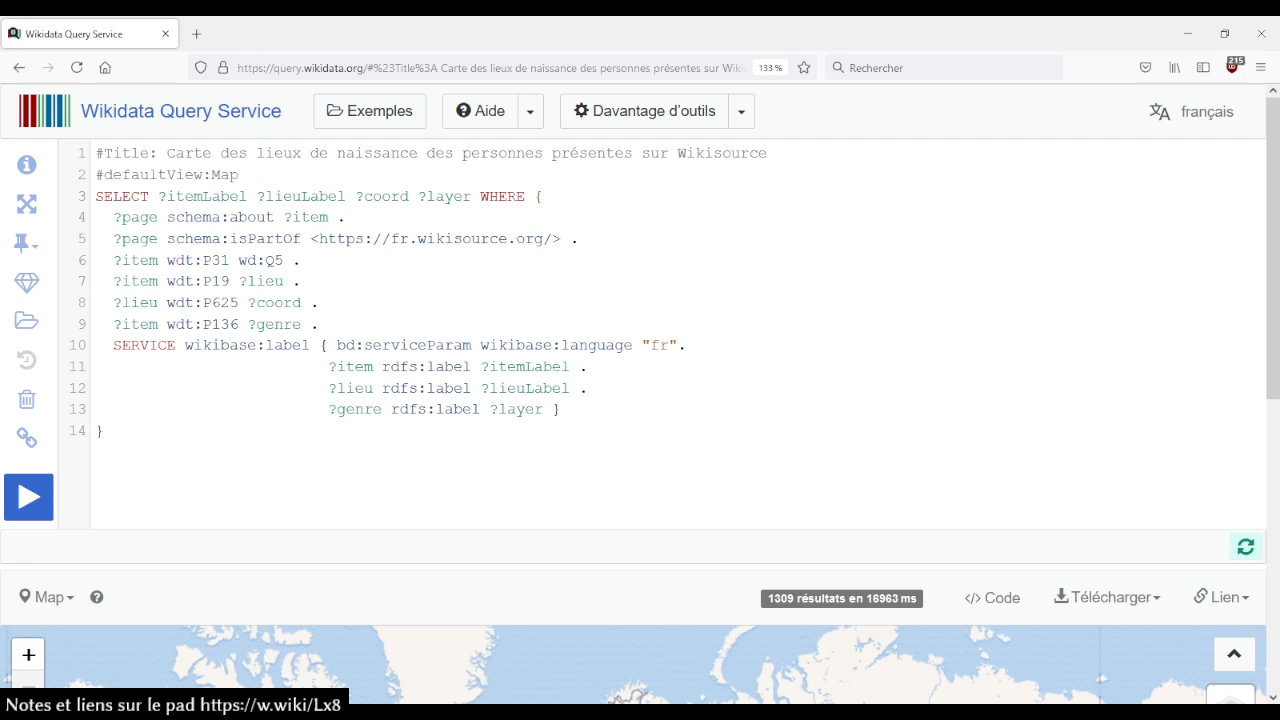 Wikidata Query Service
https://query.wikidata.org/#%23Title%3A Carte des lieux de naissance des personnes présentes sur Wik
133 %
Rechercher
215
Wikidata Query Service
Exemples
Aide
Davantage d'outils
français
1 #Title: Carte des lieux de naissance des personnes présentes sur Wikisource
2 #defaultView:Map
3 SELECT ?itemLabel ?lieuLabel ?coord ?layer WHERE {
4 ?page schema:about ?item .
5 ?page schema:isPartOf <https://fr.wikisource.org/> .
6 ?item wdt:P31 wd:Q5 .
7 ?item wdt:P19 ?lieu .
8 ?lieu wdt:P625 ?coord .
9 ?item wdt:P136 ?genre .
10 SERVICE wikibase:label { bd:serviceParam wikibase:language "fr".
11 ?item rdfs:label ?itemLabel .
12 ?lieu rdfs:label ?lieuLabel .
13 ?genre rdfs:label ?layer }
14 }
Map
1309 résultats en 16963 ms
</> Code
Télécharger
Lien
+
Notes et liens sur le pad https://w.wiki/Lx8